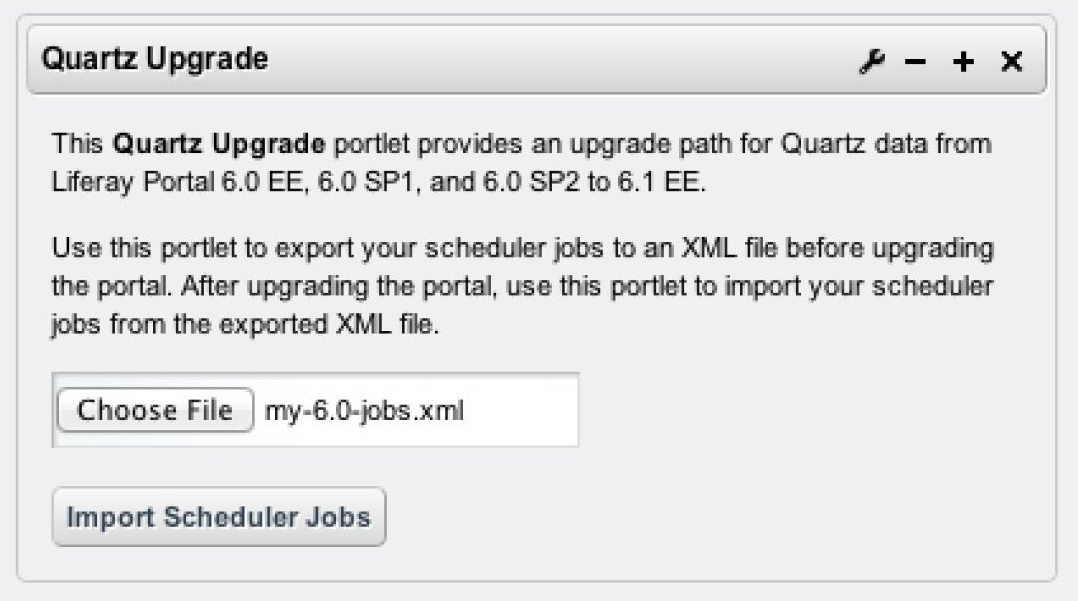 Quartz Upgrade
This Quartz Upgrade portlet provides an upgrade path for Quartz data from
Liferay Portal 6.0 EE, 6.0 SP1, and 6.0 SP2 to 6.1 EE.
Use this portlet to export your scheduler jobs to an XML file before upgrading
the portal. After upgrading the portal, use this portlet to import your scheduler
jobs from the exported XML file.
Choose File my-6.0-jobs.xml
Import Scheduler Jobs